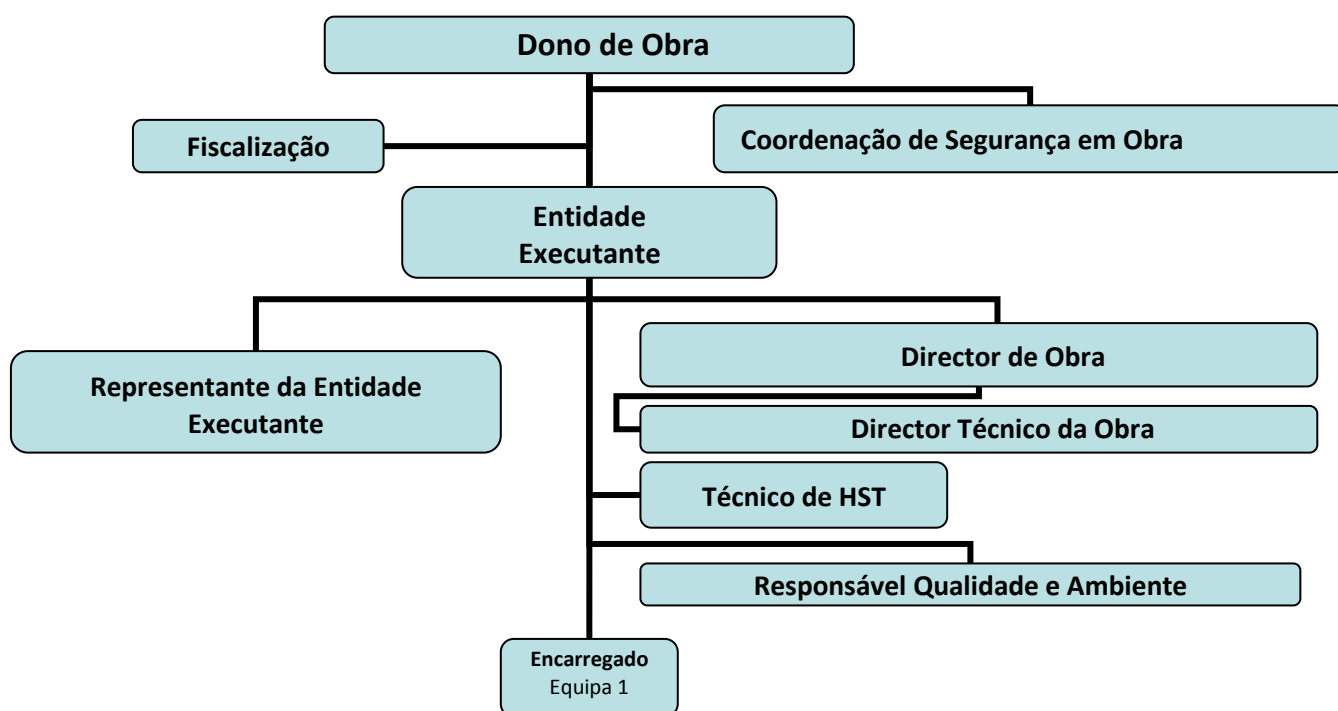 Dono de Obra
Fiscalização
Coordenação de Segurança em Obra
Entidade
Executante
Representante da Entidade
Executante
Director de Obra
Director Técnico da Obra
Técnico de HST
Responsável Qualidade e Ambiente
Encarregado
Equipa 1